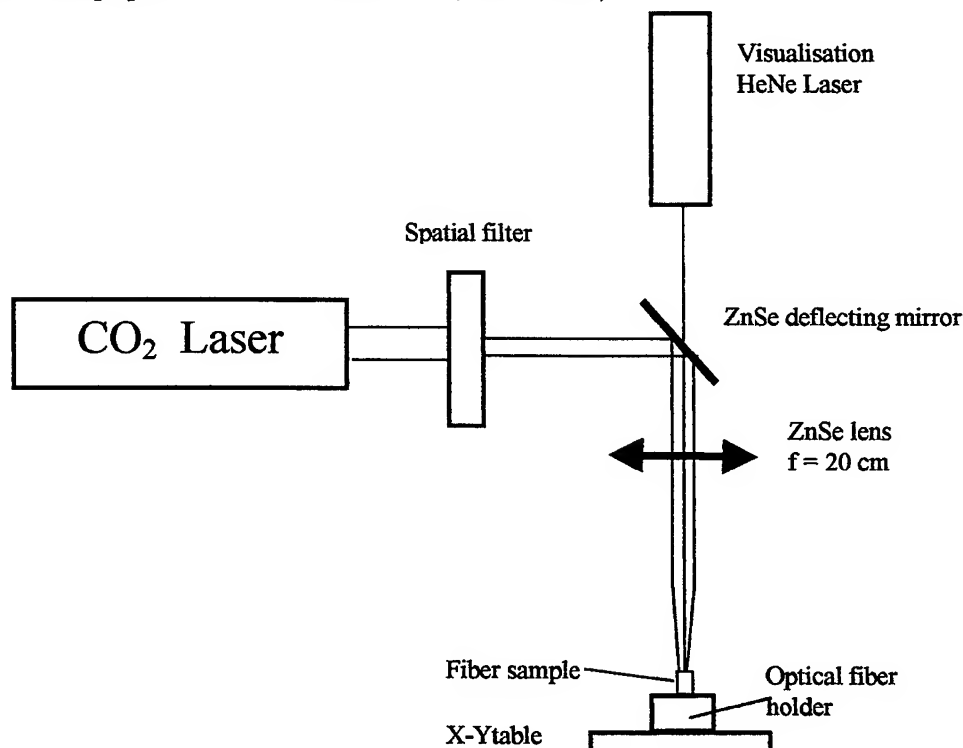 Visualisation
HeNe Laser
Spatial filter
CO₂ Laser
ZnSe deflecting mirror
ZnSe lens
f = 20 cm
Fiber sample
Optical fiber
holder
X-Ytable